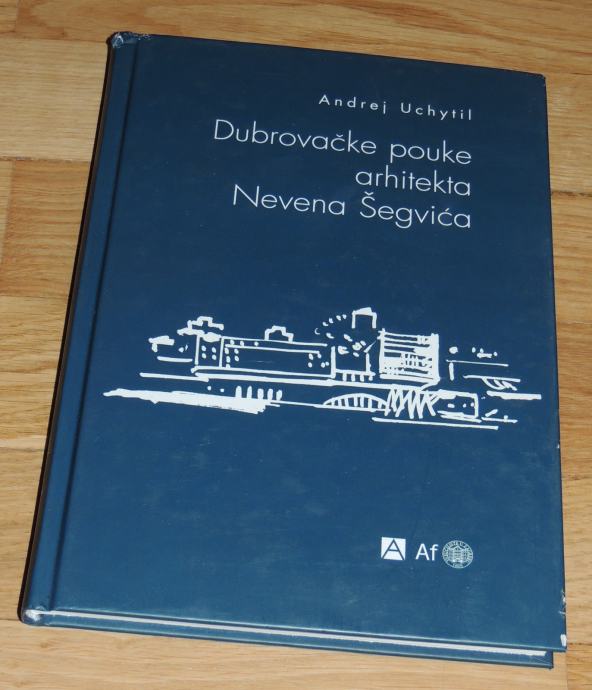 Andrej Uchytil
Dubrovačke pouke
arhitekta
Nevena Šegvića
A Af